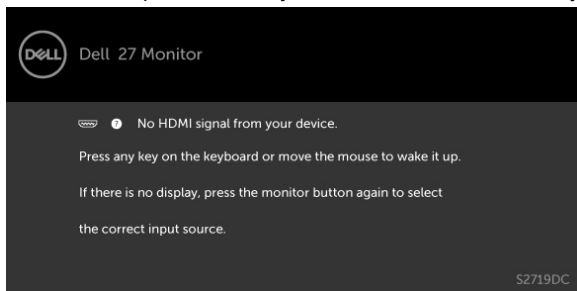 DELL Dell 27 Monitor
? No HDMI signal from your device.
Press any key on the keyboard or move the mouse to wake it up.
If there is no display, press the monitor button again to select
the correct input source.
S2719DC